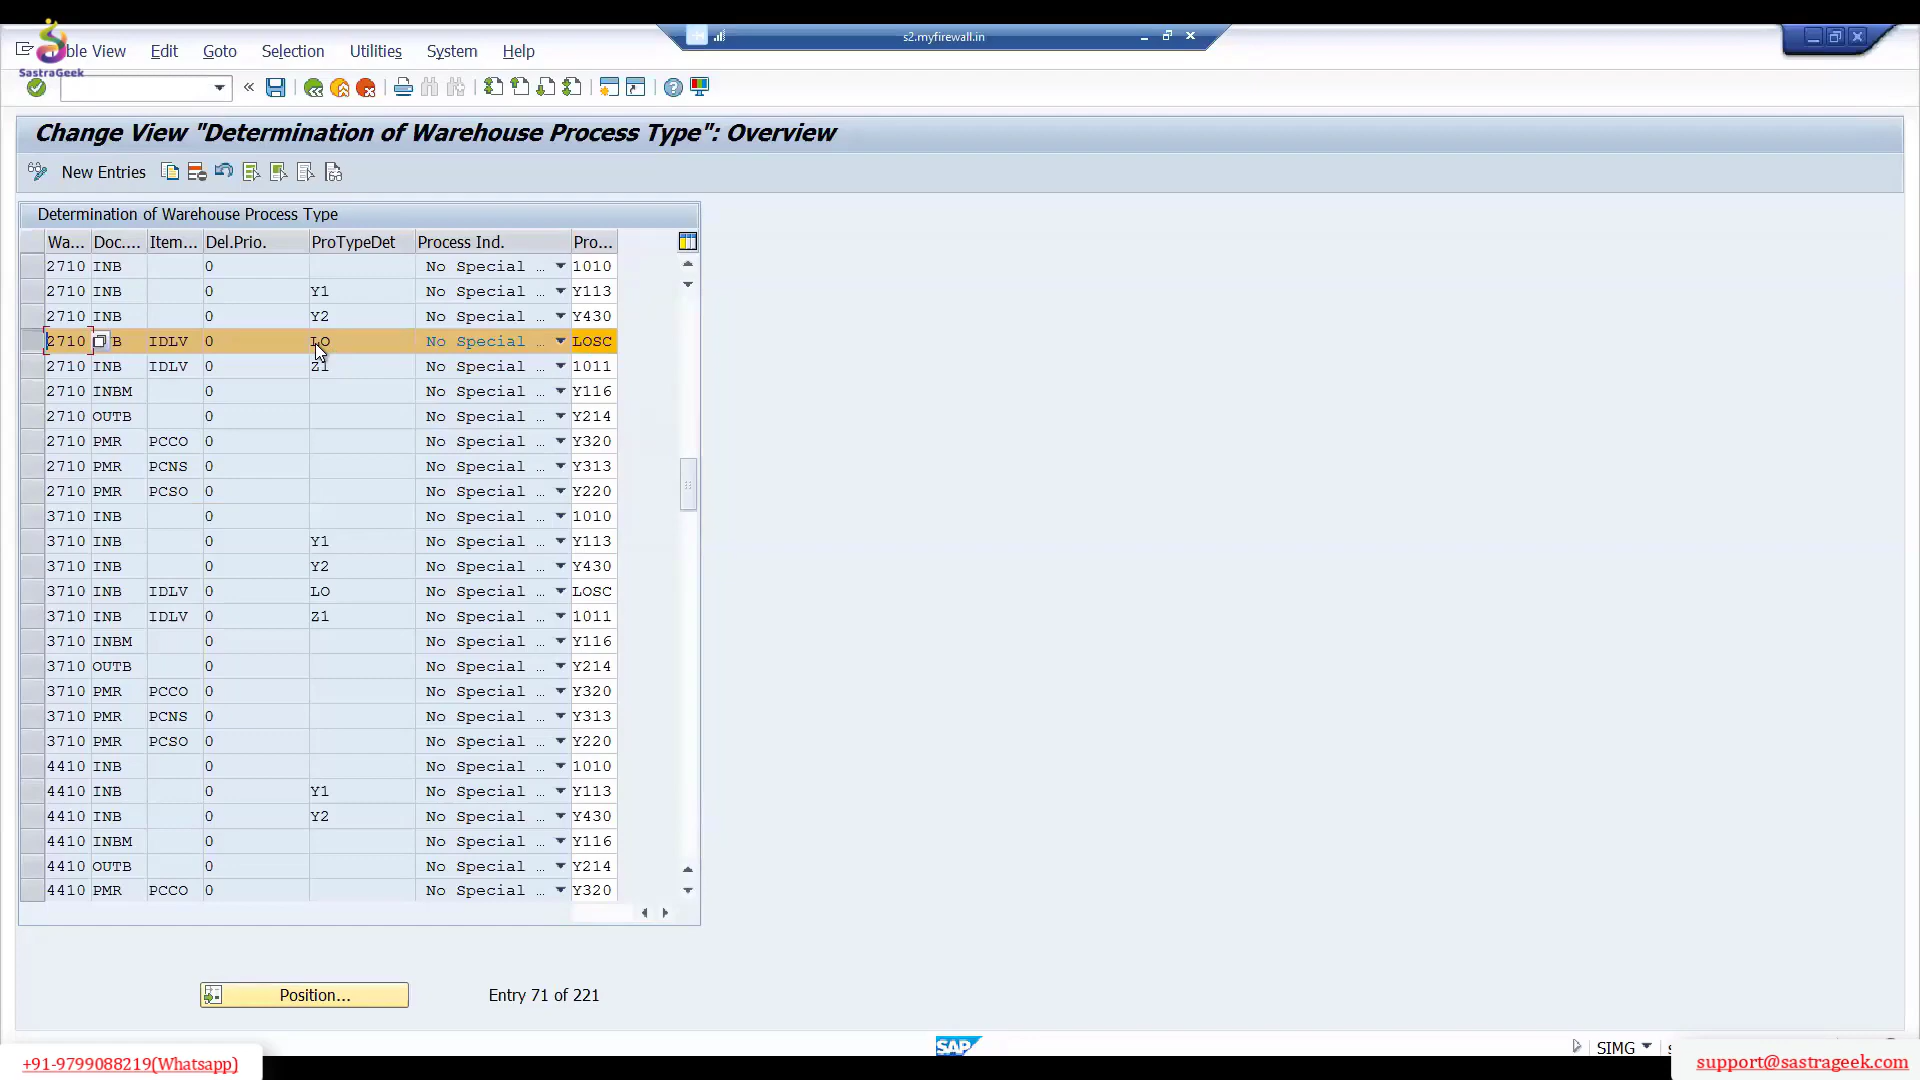 s2.myfirewall.in
ble View Edit Goto Selection Utilities System Help
SastraGeek
Change View "Determination of Warehouse Process Type": Overview
New Entries
Determination of Warehouse Process Type
Wa... Doc.... Item... Del.Prio. ProTypeDet Process Ind. Pro...
2710 INB 0 No Special ... 1010
2710 INB 0 Y1 No Special ... Y113
2710 INB 0 Y2 No Special ... Y430
2710 B IDLV 0 LO No Special ... LOSC
2710 INB IDLV 0 Z1 No Special ... 1011
2710 INBM 0 No Special ... Y116
2710 OUTB 0 No Special ... Y214
2710 PMR PCCO 0 No Special ... Y320
2710 PMR PCNS 0 No Special ... Y313
2710 PMR PCSO 0 No Special ... Y220
3710 INB 0 No Special ... 1010
3710 INB 0 Y1 No Special ... Y113
3710 INB 0 Y2 No Special ... Y430
3710 INB IDLV 0 LO No Special ... LOSC
3710 INB IDLV 0 Z1 No Special ... 1011
3710 INBM 0 No Special ... Y116
3710 OUTB 0 No Special ... Y214
3710 PMR PCCO 0 No Special ... Y320
3710 PMR PCNS 0 No Special ... Y313
3710 PMR PCSO 0 No Special ... Y220
4410 INB 0 No Special ... 1010
4410 INB 0 Y1 No Special ... Y113
4410 INB 0 Y2 No Special ... Y430
4410 INBM 0 No Special ... Y116
4410 OUTB 0 No Special ... Y214
4410 PMR PCCO 0 No Special ... Y320
Position... Entry 71 of 221
SAP SIMG
+91-9799088219(Whatsapp) support@sastrageek.com